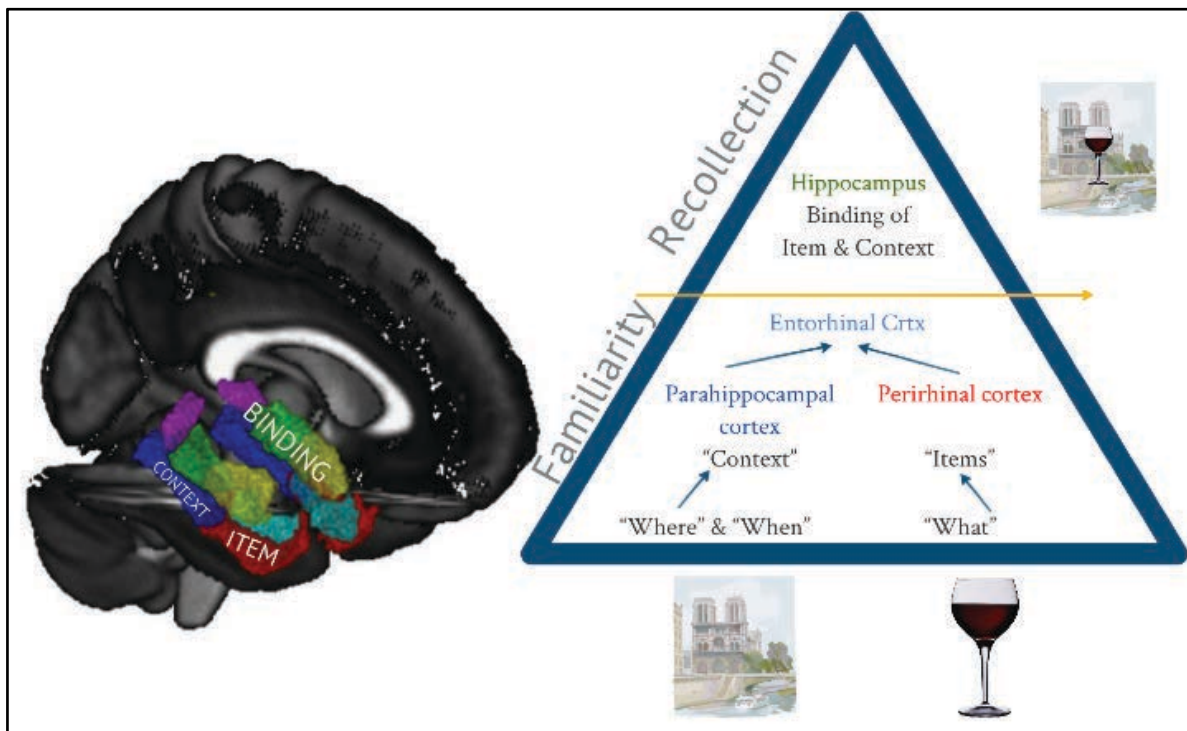 BINDING
CONTEXT
ITEM
Recollection
Familiarity
Hippocampus
Binding of
Item & Context
Entorhinal Crtx
Parahippocampal
cortex
Perirhinal cortex
“Context”
“Items”
“Where” & “When”
“What”